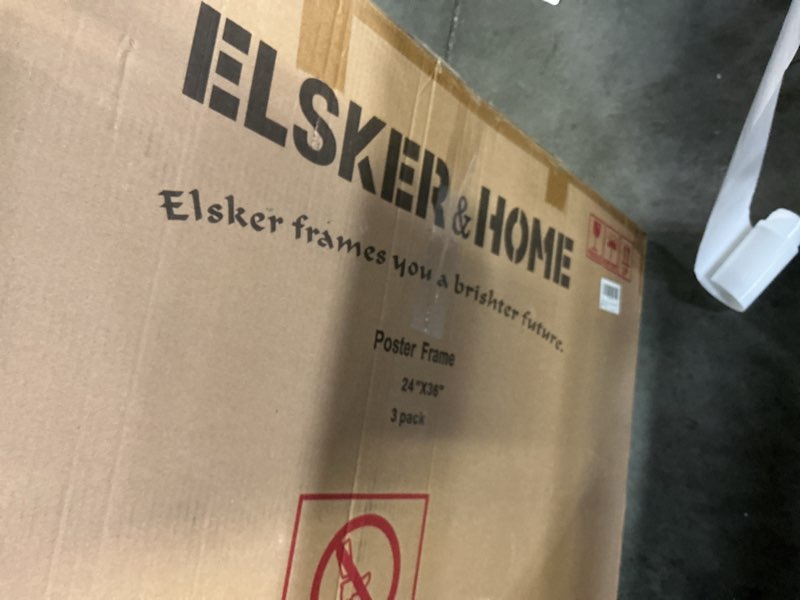 ELSKER & HOME
Elsker frames you a brishter future.
Poster Frame
24"X36"
3 pack